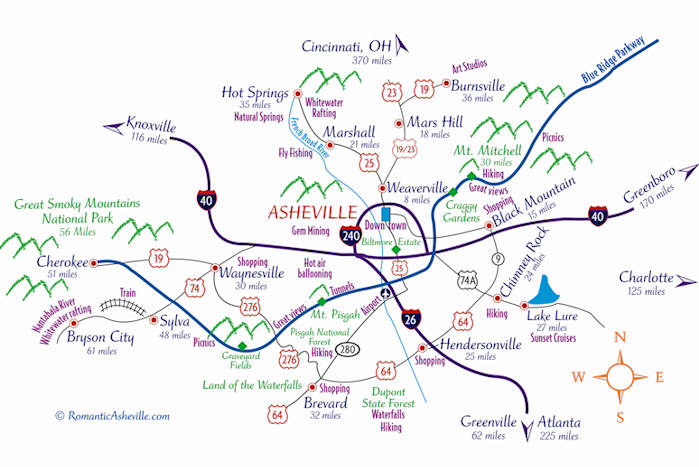 Cincinnati, OH
370 miles
Blue Ridge Parkway
Art Studios
Hot Springs
35 miles
Natural Springs
Whitewater
Rafting
23
19
Burnsville
36 miles
Knoxville
116 miles
French Broad River
Marshall
21 miles
Fly Fishing
Mars Hill
18 miles
19/23
25
Picnics
Mt. Mitchell
30 miles
Hiking
Great views
Greenboro
170 miles
40
Weaverville
8 miles
Craggy
Gardens
Shopping
Black Mountain
15 miles
40
Great Smoky Mountains
National Park
56 Miles
ASHEVILLE
Gem Mining
240
Downtown
Biltmore Estate
25
Cherokee
51 miles
19
Shopping
Waynesville
30 miles
Hot air
ballooning
74
276
Tunnels
Great views
Mt. Pisgah
Airport
74A
9
Chimney Rock
24 miles
Hiking
Charlotte
125 miles
Nantahala River
Whitewater rafting
Train
Bryson City
61 miles
Sylva
48 miles
Picnics
Graveyard
Fields
Pisgah National
Forest
Hiking
276
280
26
64
Lake Lure
27 miles
Sunset Cruises
Hendersonville
25 miles
Shopping
Land of the Waterfalls
Shopping
64
Brevard
32 miles
64
Dupont
State Forest
Waterfalls
Hiking
N
W
E
S
© RomanticAsheville.com
Greenville
62 miles
Atlanta
225 miles